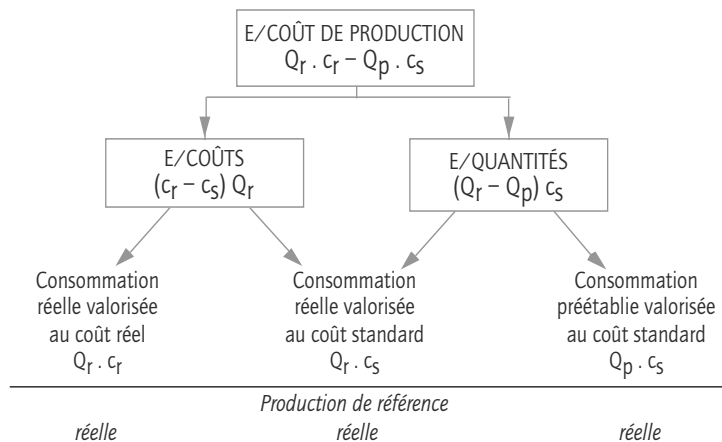 E/COÛT DE PRODUCTION
Qr . cr – Qp . cs
E/COÛTS
(cr – cs) Qr
E/QUANTITÉS
(Qr – Qp) cs
Consommation
réelle valorisée
au coût réel
Qr . cr
Consommation
réelle valorisée
au coût standard
Qr . cs
Consommation
préétablie valorisée
au coût standard
Qp . cs
Production de référence
réelle réelle réelle